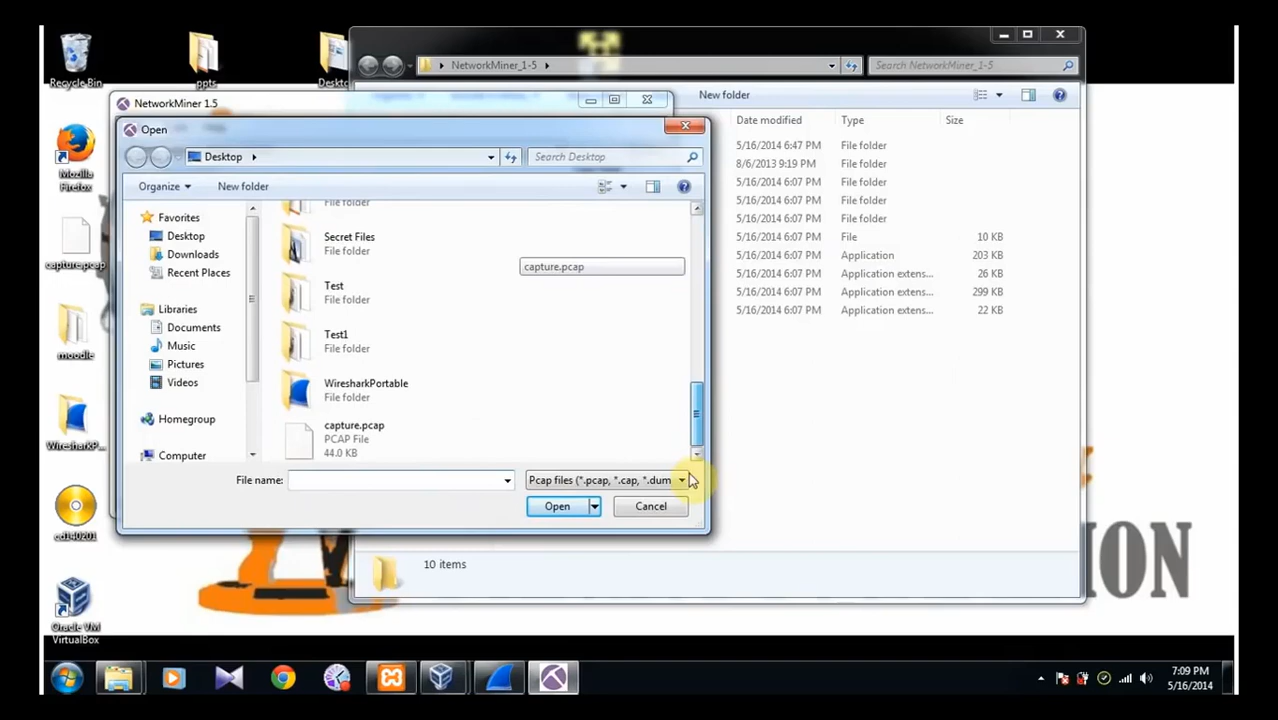 Recycle Bin
ppts
Desktc
Mozilla
Firefox
capture.pcap
moodle
WiresharkP...
cd140201
Oracle VM
VirtualBox
NetworkMiner_1-5
Search NetworkMiner_1-5
New folder
Date modified Type Size
5/16/2014 6:47 PM File folder
8/6/2013 9:19 PM File folder
5/16/2014 6:07 PM File folder
5/16/2014 6:07 PM File folder
5/16/2014 6:07 PM File folder
5/16/2014 6:07 PM File 10 KB
5/16/2014 6:07 PM Application 203 KB
5/16/2014 6:07 PM Application extens... 26 KB
5/16/2014 6:07 PM Application extens... 299 KB
5/16/2014 6:07 PM Application extens... 22 KB
10 items
NetworkMiner 1.5
Open
Desktop
Search Desktop
Organize New folder
Favorites
Desktop
Downloads
Recent Places
Libraries
Documents
Music
Pictures
Videos
Homegroup
Computer
File folder
Secret Files
File folder
Test
File folder
Test1
File folder
WiresharkPortable
File folder
capture.pcap
PCAP File
44.0 KB
capture.pcap
File name:
Pcap files (*.pcap, *.cap, *.dum
Open Cancel
ION
7:09 PM
5/16/2014